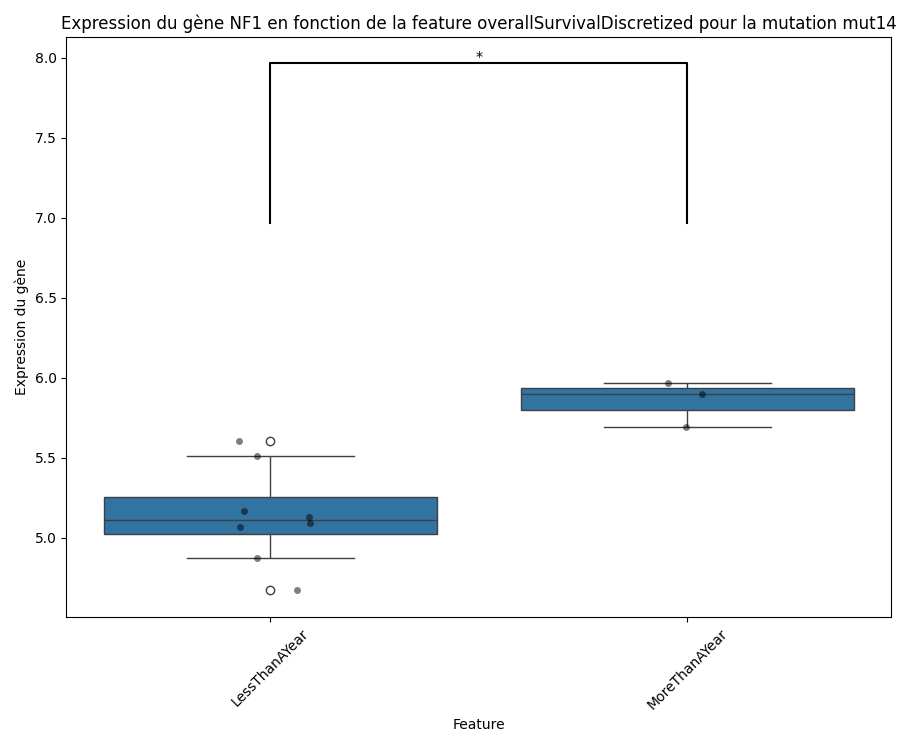 Expression du gène NF1 en fonction de la feature overallSurvivalDiscretized pour la mutation mut14
*
8.0
7.5
7.0
6.5
6.0
5.5
5.0
Expression du gène
LessThanAYear
MoreThanAYear
Feature